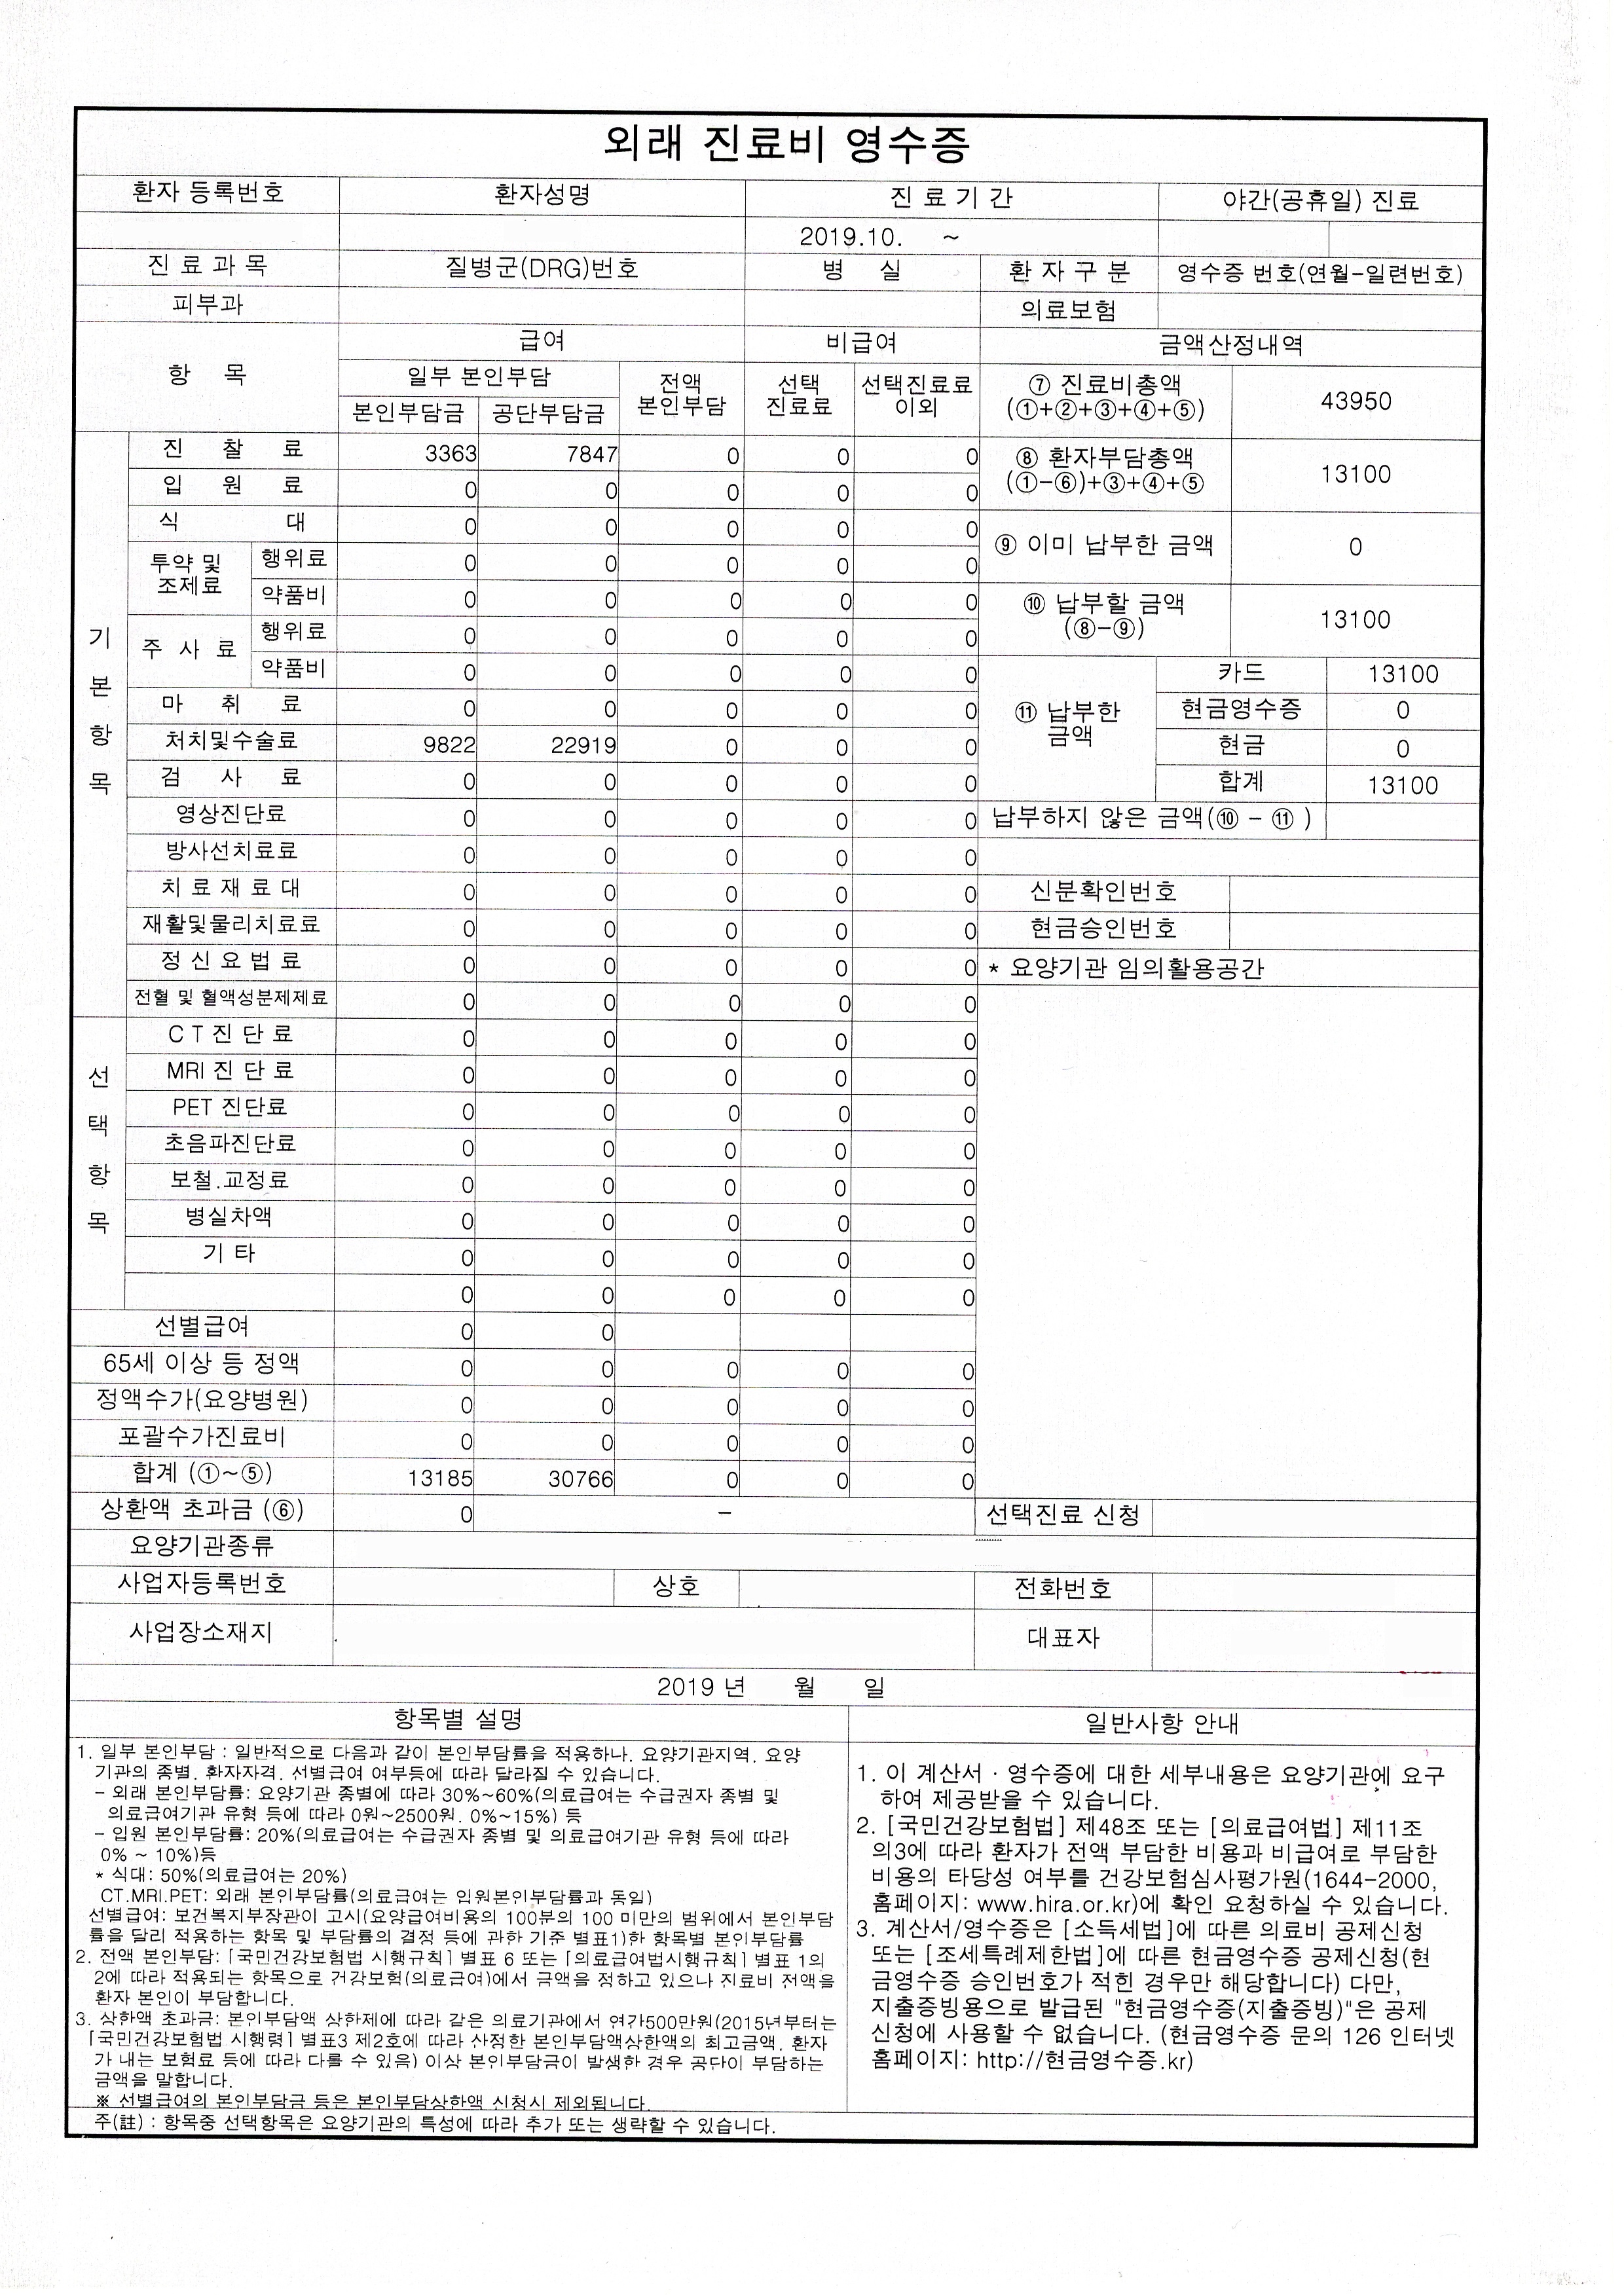 외래 진료비 영수증
환자 등록번호 환자성명 진 료 기 간 야간(공휴일) 진료
2019.10. ~
진 료 과 목 질병군(DRG)번호 병 실 환 자 구 분 영수증 번호(연월-일련번호)
피부과 의료보험
항 목 급여 비급여 금액산정내역
일부 본인부담 전액 본인부담 선택 진료료 선택진료료 이외
본인부담금 공단부담금
⑦ 진료비총액 43950
(①+②+③+④+⑤)
기본항목
진 찰 료 3363 7847 0 0 0
⑧ 환자부담총액 13100
(①-⑥)+③+④+⑤
입 원 료 0 0 0 0 0
식 대 0 0 0 0 0
⑨ 이미 납부한 금액 0
투약 및 조제료 행위료 0 0 0 0 0
약품비 0 0 0 0 0
⑩ 납부할 금액 13100
(⑧-⑨)
주 사 료 행위료 0 0 0 0 0
약품비 0 0 0 0 0
⑪ 납부한 금액
카드 13100
마 취 료 0 0 0 0 0
현금영수증 0
처치및수술료 9822 22919 0 0 0
현금 0
검 사 료 0 0 0 0 0
합계 13100
영상진단료 0 0 0 0 0
납부하지 않은 금액(⑩ - ⑪ )
방사선치료료 0 0 0 0 0
치 료 재 료 대 0 0 0 0 0
신분확인번호
재활및물리치료료 0 0 0 0 0
현금승인번호
정 신 요 법 료 0 0 0 0 0
* 요양기관 임의활용공간
전혈 및 혈액성분제제료 0 0 0 0 0
선택항목
C T 진 단 료 0 0 0 0 0
MRI 진 단 료 0 0 0 0 0
PET 진단료 0 0 0 0 0
초음파진단료 0 0 0 0 0
보철.교정료 0 0 0 0 0
병실차액 0 0 0 0 0
기 타 0 0 0 0 0
0 0 0 0 0
선별급여 0 0
65세 이상 등 정액 0 0 0 0 0
정액수가(요양병원) 0 0 0 0 0
포괄수가진료비 0 0 0 0 0
합계 (①~⑤) 13185 30766 0 0 0
상환액 초과금 (⑥) 0 - 선택진료 신청
요양기관종류
사업자등록번호 상호 전화번호
사업장소재지 대표자
2019 년 월 일
항목별 설명
1. 일부 본인부담 : 일반적으로 다음과 같이 본인부담률을 적용하나. 요양기관지역. 요양
기관의 종별. 환자자격. 선별급여 여부등에 따라 달라질 수 있습니다.
- 외래 본인부담률: 요양기관 종별에 따라 30%~60%(의료급여는 수급권자 종별 및
의료급여기관 유형 등에 따라 0원~2500원. 0%~15%) 등
- 입원 본인부담률: 20%(의료급여는 수급권자 종별 및 의료급여기관 유형 등에 따라
0% ~ 10%)등
* 식대: 50%(의료급여는 20%)
CT.MRI.PET: 외래 본인부담률(의료급여는 입원본인부담률과 동일)
선별급여: 보건복지부장관이 고시(요양급여비용의 100분의 100 미만의 범위에서 본인부담
률을 달리 적용하는 항목 및 부담률의 결정 등에 관한 기준 별표1)한 항목별 본인부담률
2. 전액 본인부담: [국민건강보험법 시행규칙] 별표 6 또는 [의료급여법시행규칙] 별표 1의
2에 따라 적용되는 항목으로 건강보험(의료급여)에서 금액을 정하고 있으나 진료비 전액을
환자 본인이 부담합니다.
3. 상한액 초과금: 본인부담액 상한제에 따라 같은 의료기관에서 연간500만원(2015년부터는
[국민건강보험법 시행령] 별표3 제2호에 따라 산정한 본인부담액상한액의 최고금액. 환자
가 내는 보험료 등에 따라 다를 수 있음) 이상 본인부담금이 발생한 경우 공단이 부담하는
금액을 말합니다.
※ 선별급여의 본인부담금 등은 본인부담상한액 신청시 제외됩니다.
일반사항 안내
1. 이 계산서 · 영수증에 대한 세부내용은 요양기관에 요구
하여 제공받을 수 있습니다.
2. [국민건강보험법] 제48조 또는 [의료급여법] 제11조
의3에 따라 환자가 전액 부담한 비용과 비급여로 부담한
비용의 타당성 여부를 건강보험심사평가원(1644-2000,
홈페이지: www.hira.or.kr)에 확인 요청하실 수 있습니다.
3. 계산서/영수증은 [소득세법]에 따른 의료비 공제신청
또는 [조세특례제한법]에 따른 현금영수증 공제신청(현
금영수증 승인번호가 적힌 경우만 해당합니다) 다만,
지출증빙용으로 발급된 "현금영수증(지출증빙)"은 공제
신청에 사용할 수 없습니다. (현금영수증 문의 126 인터넷
홈페이지: http://현금영수증.kr)
주(註) : 항목중 선택항목은 요양기관의 특성에 따라 추가 또는 생략할 수 있습니다.